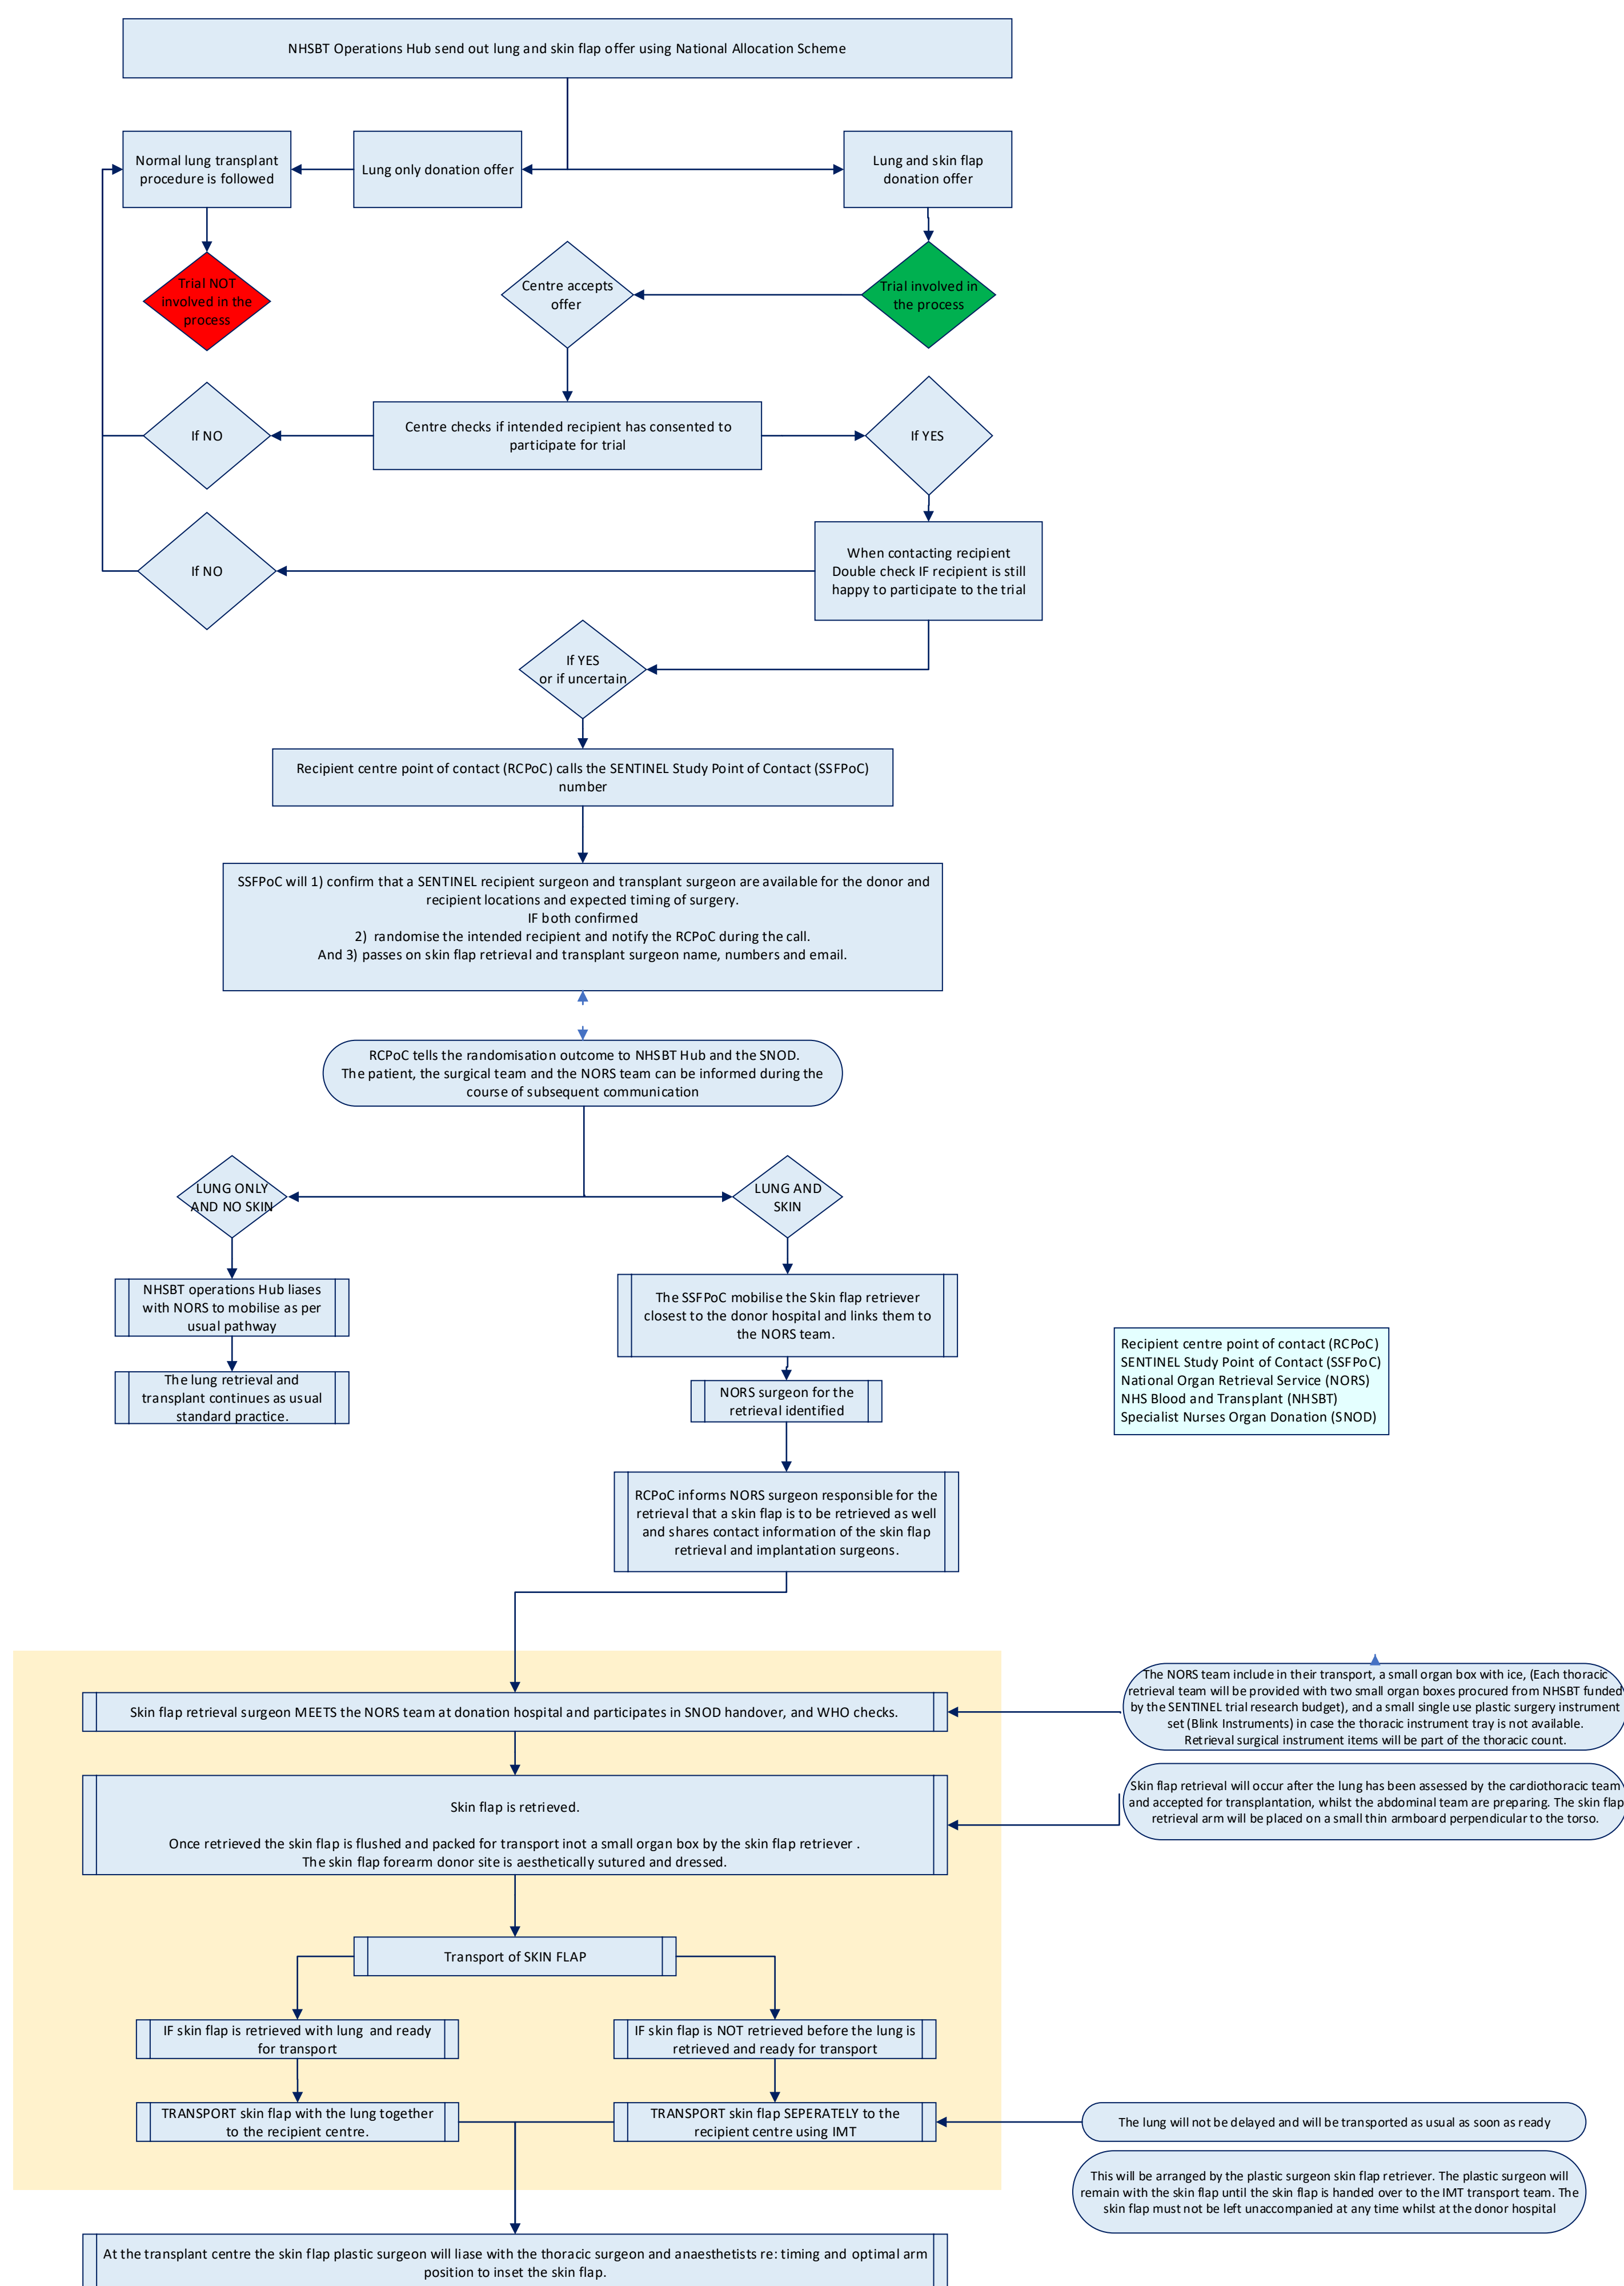 NHSBT Operations Hub send out lung and skin flap offer using National Allocation Scheme
Normal lung transplant
procedure is followed
Lung only donation offer
Lung and skin flap
donation offer
Trial NOT
involved in the
process
Centre accepts
offer
Trial involved in
the process
If NO
Centre checks if intended recipient has consented to
participate for trial
If YES
If NO
When contacting recipient
Double check IF recipient is still
happy to participate to the trial
If YES
or if uncertain
Recipient centre point of contact (RCPoC) calls the SENTINEL Study Point of Contact (SSFPoC)
number
SSFPoC will 1) confirm that a SENTINEL recipient surgeon and transplant surgeon are available for the donor and
recipient locations and expected timing of surgery.
IF both confirmed
2) randomise the intended recipient and notify the RCPoC during the call.
And 3) passes on skin flap retrieval and transplant surgeon name, numbers and email.
RCPoC tells the randomisation outcome to NHSBT Hub and the SNOD.
The patient, the surgical team and the NORS team can be informed during the
course of subsequent communication
LUNG ONLY
AND NO SKIN
LUNG AND
SKIN
NHSBT operations Hub liases
with NORS to mobilise as per
usual pathway
The SSFPoC mobilise the Skin flap retriever
closest to the donor hospital and links them to
the NORS team.
The lung retrieval and
transplant continues as usual
standard practice.
NORS surgeon for the
retrieval identified
Recipient centre point of contact (RCPoC)
SENTINEL Study Point of Contact (SSFPoC)
National Organ Retrieval Service (NORS)
NHS Blood and Transplant (NHSBT)
Specialist Nurses Organ Donation (SNOD)
RCPoC informs NORS surgeon responsible for the
retrieval that a skin flap is to be retrieved as well
and shares contact information of the skin flap
retrieval and implantation surgeons.
Skin flap retrieval surgeon MEETS the NORS team at donation hospital and participates in SNOD handover, and WHO checks.
The NORS team include in their transport, a small organ box with ice, (Each thoracic
retrieval team will be provided with two small organ boxes procured from NHSBT funded
by the SENTINEL trial research budget), and a small single use plastic surgery instrument
set (Blink Instruments) in case the thoracic instrument tray is not available.
Retrieval surgical instrument items will be part of the thoracic count.
Skin flap is retrieved.
Once retrieved the skin flap is flushed and packed for transport inot a small organ box by the skin flap retriever .
The skin flap forearm donor site is aesthetically sutured and dressed.
Skin flap retrieval will occur after the lung has been assessed by the cardiothoracic team
and accepted for transplantation, whilst the abdominal team are preparing. The skin flap
retrieval arm will be placed on a small thin armboard perpendicular to the torso.
Transport of SKIN FLAP
IF skin flap is retrieved with lung and ready
for transport
IF skin flap is NOT retrieved before the lung is
retrieved and ready for transport
TRANSPORT skin flap with the lung together
to the recipient centre.
TRANSPORT skin flap SEPERATELY to the
recipient centre using IMT
The lung will not be delayed and will be transported as usual as soon as ready
This will be arranged by the plastic surgeon skin flap retriever. The plastic surgeon will
remain with the skin flap until the skin flap is handed over to the IMT transport team. The
skin flap must not be left unaccompanied at any time whilst at the donor hospital
At the transplant centre the skin flap plastic surgeon will liase with the thoracic surgeon and anaesthetists re: timing and optimal arm
position to inset the skin flap.